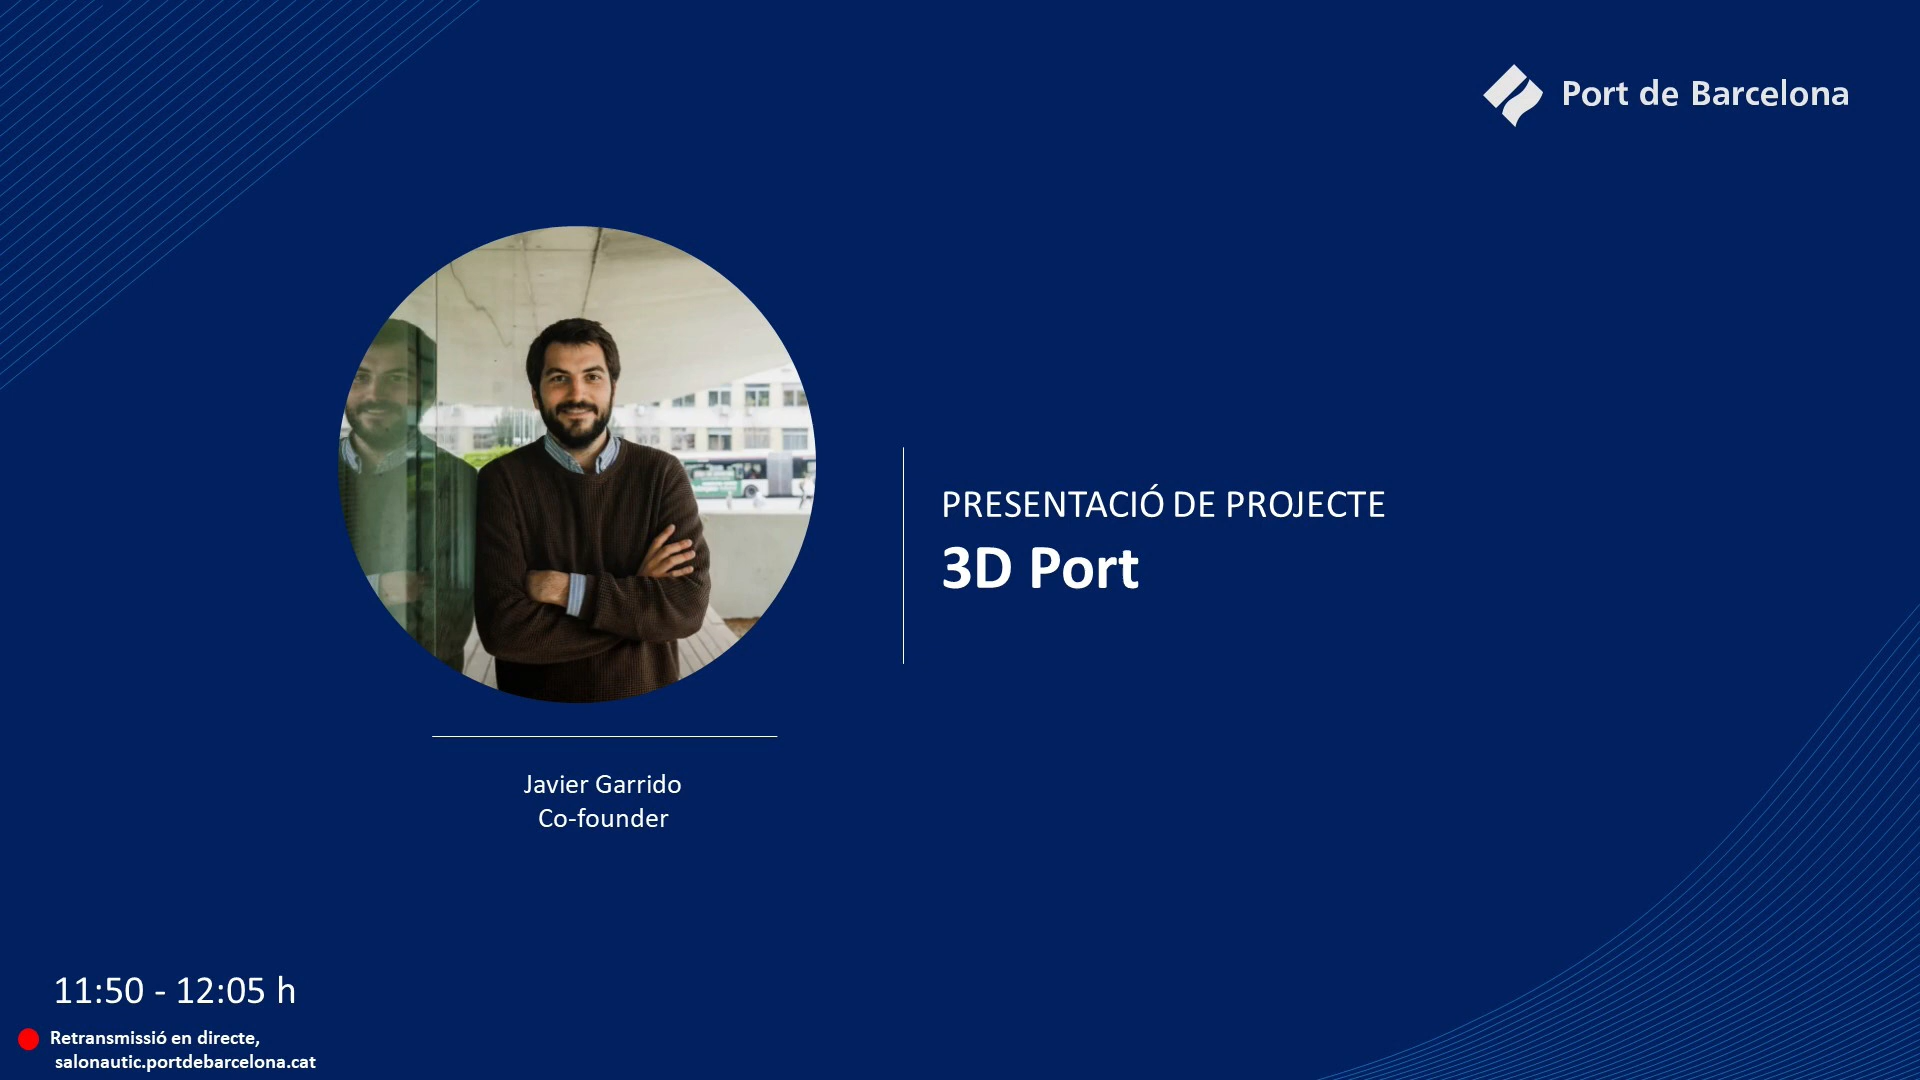 Port de Barcelona
PRESENTACIÓ DE PROJECTE
3D Port
Javier Garrido
Co-founder
11:50 - 12:05 h
Retransmissió en directe,
salonautic.portdebarcelona.cat